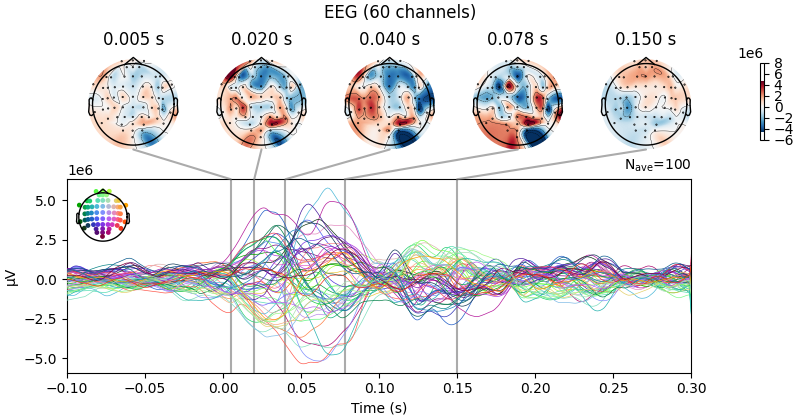 EEG (60 channels)
0.005 s 0.020 s 0.040 s 0.078 s 0.150 s
1e6
8
6
4
2
0
−2
−4
−6
Nave=100
1e6
5.0
2.5
0.0
−2.5
−5.0
µV
−0.10 −0.05 0.00 0.05 0.10 0.15 0.20 0.25 0.30
Time (s)